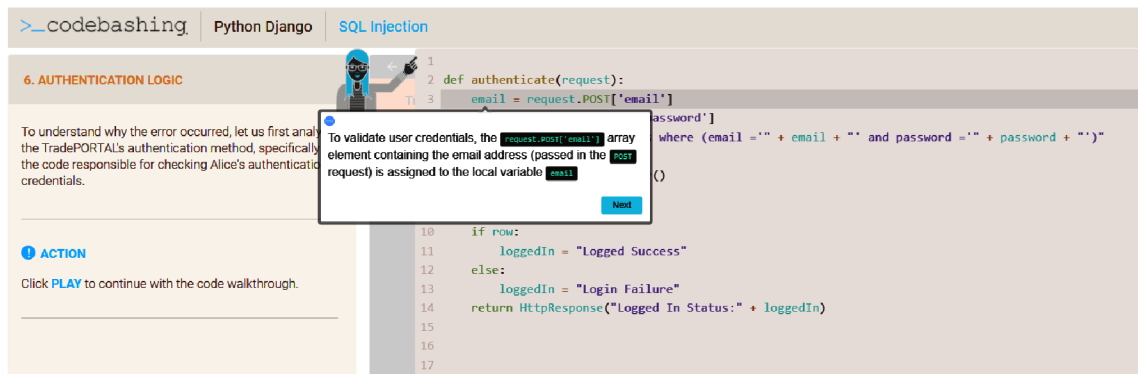 >_codebashing Python Django SQL Injection
6. AUTHENTICATION LOGIC
To understand why the error occurred, let us first analy
the TradePORTAL's authentication method, specifically
the code responsible for checking Alice's authenticatio
credentials.
ACTION
Click PLAY to continue with the code walkthrough.
Tr
1
2 def authenticate(request):
3 email = request.POST['email']
assword']
s where (email ='" + email + "' and password ='" + password + "')"
()
To validate user credentials, the request.POST['email'] array
element containing the email address (passed in the POST
request) is assigned to the local variable email
Next
10 if row:
11 loggedIn = "Logged Success"
12 else:
13 loggedIn = "Login Failure"
14 return HttpResponse("Logged In Status:" + loggedIn)
15
16
17